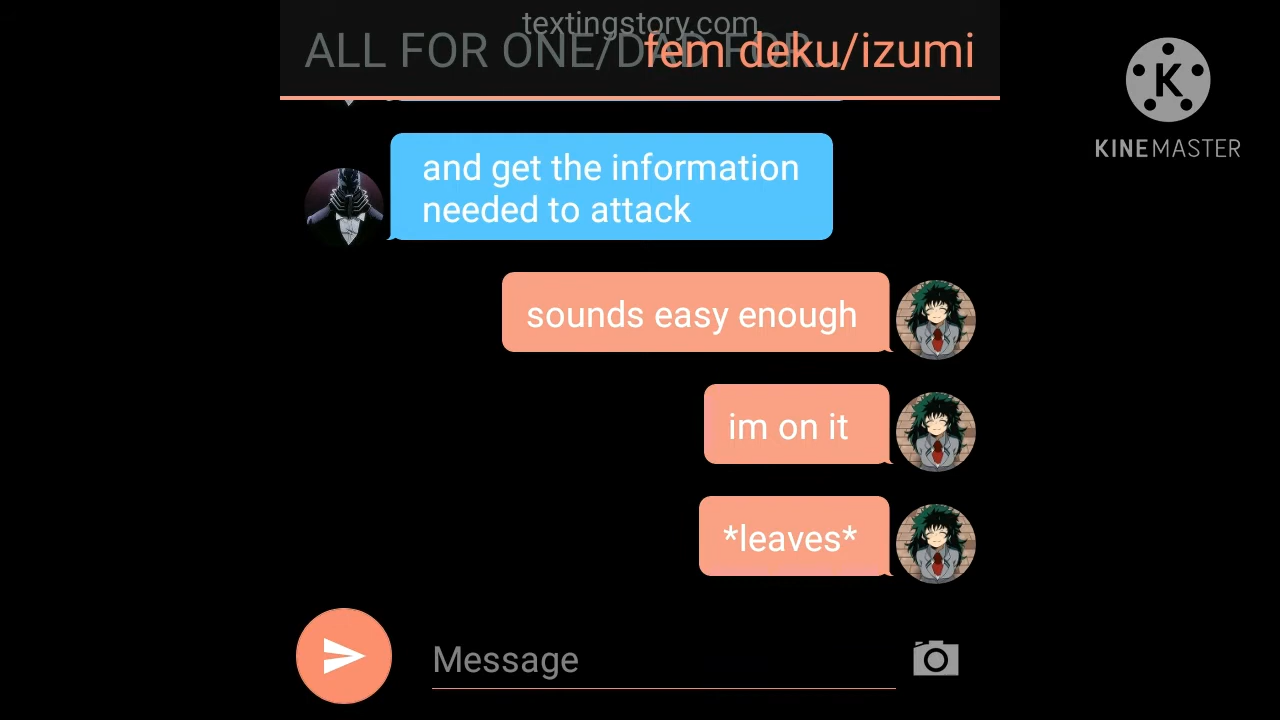 textingstory.com
ALL FOR ONE/DAD FOR...
fem deku/izumi
KINEMASTER
and get the information
needed to attack
sounds easy enough
im on it
*leaves*
Message